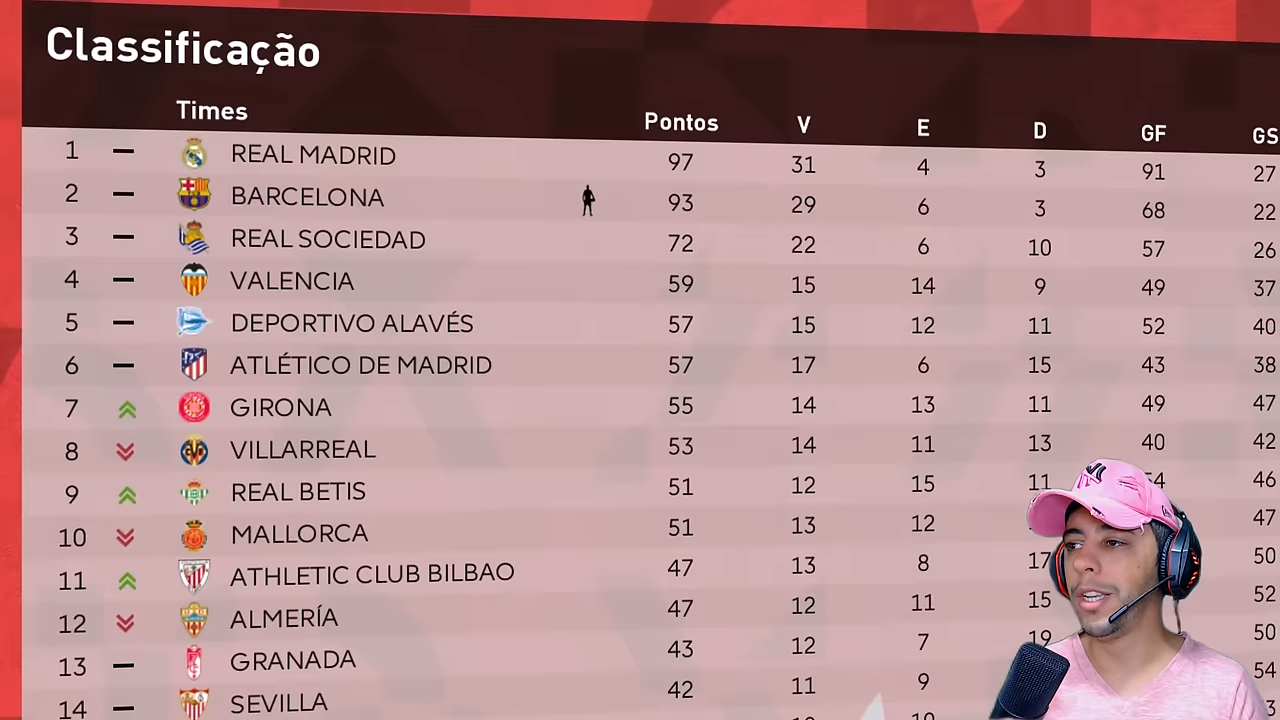 Classificação
Times Pontos V E D GF GS
1 REAL MADRID 97 31 4 3 91 27
2 BARCELONA 93 29 6 3 68 22
3 REAL SOCIEDAD 72 22 6 10 57 26
4 VALENCIA 59 15 14 9 49 37
5 DEPORTIVO ALAVÉS 57 15 12 11 52 40
6 ATLÉTICO DE MADRID 57 17 6 15 43 38
7 GIRONA 55 14 13 11 49 47
8 VILLARREAL 53 14 11 13 40 42
9 REAL BETIS 51 12 15 11 46
10 MALLORCA 51 13 12 47
11 ATHLETIC CLUB BILBAO 47 13 8 17 50
12 ALMERÍA 47 12 11 15 52
13 GRANADA 43 12 7 19 50
14 SEVILLA 42 11 9 54